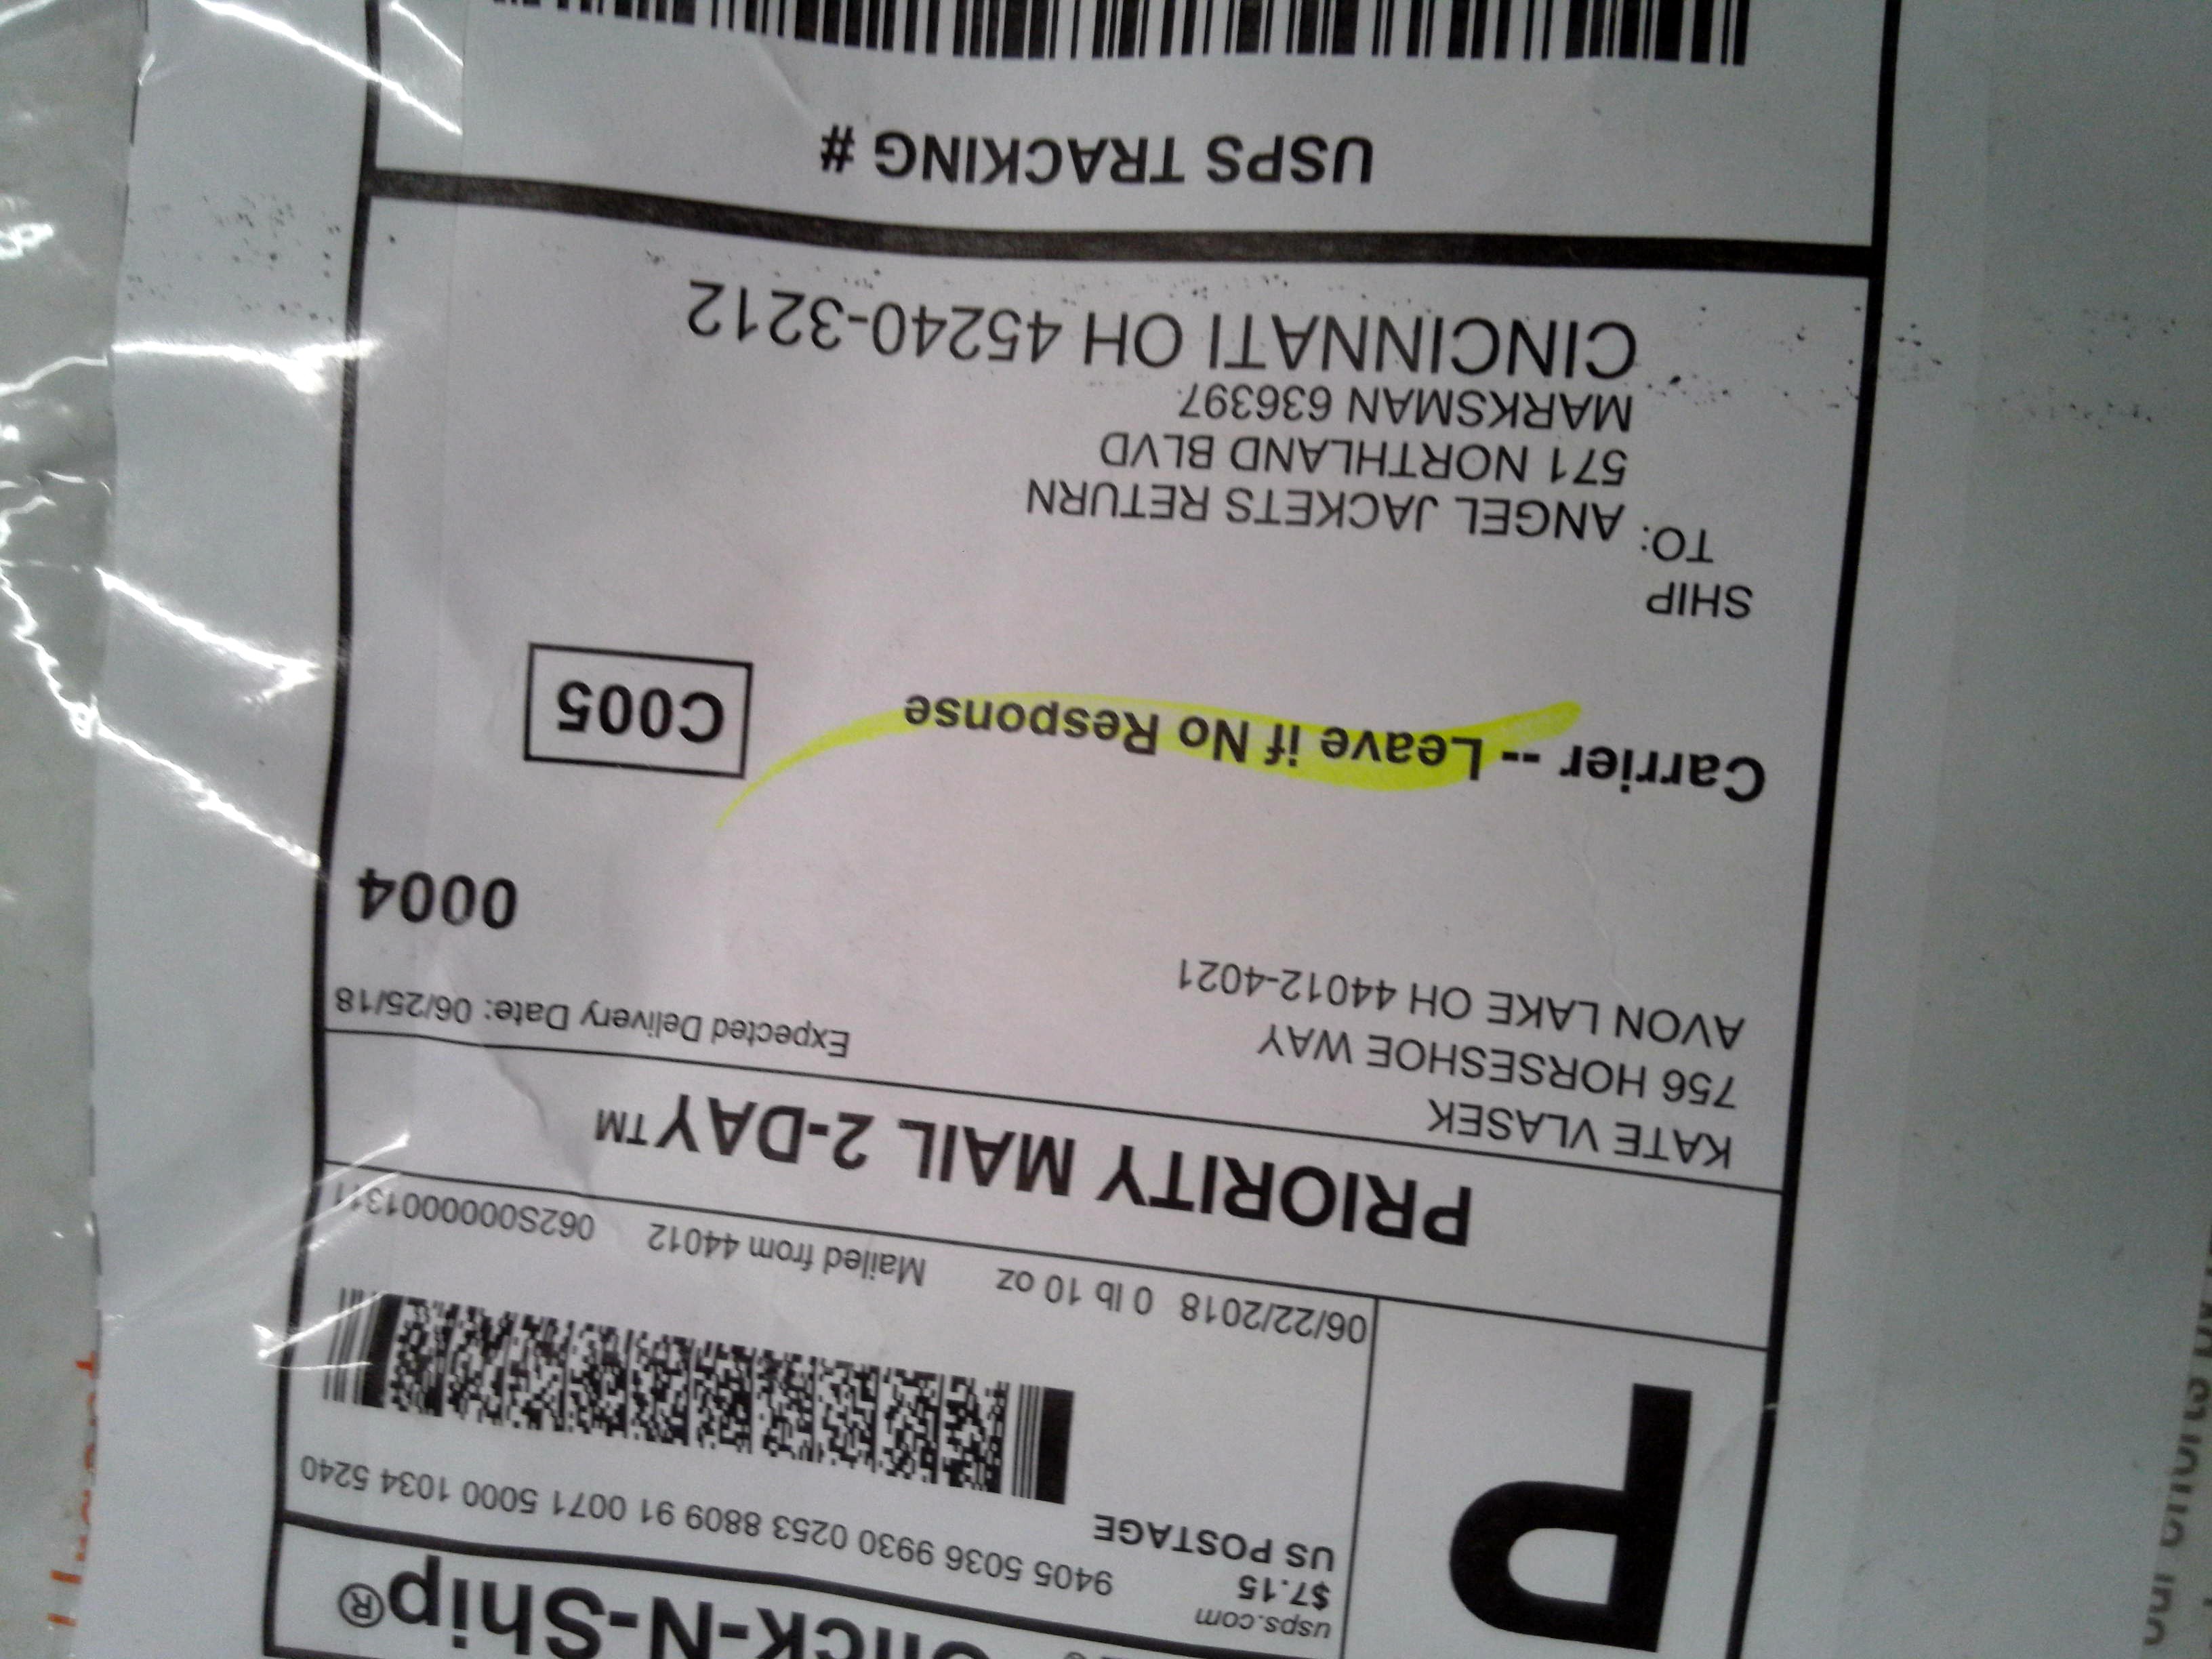 Click-N-Ship®
usps.com
$7.15
US POSTAGE
9405 5036 9930 0253 8809 91 0071 5000 1034 5240
P
06/22/2018 0 lb 10 oz Mailed from 44012 062S0000001311
PRIORITY MAIL 2-DAY™
KATE VLASEK
756 HORSESHOE WAY
AVON LAKE OH 44012-4021
Expected Delivery Date: 06/25/18
0004
Carrier -- Leave if No Response
C005
SHIP
TO: ANGEL JACKETS RETURN
571 NORTHLAND BLVD
MARKSMAN 636397
CINCINNATI OH 45240-3212
USPS TRACKING #